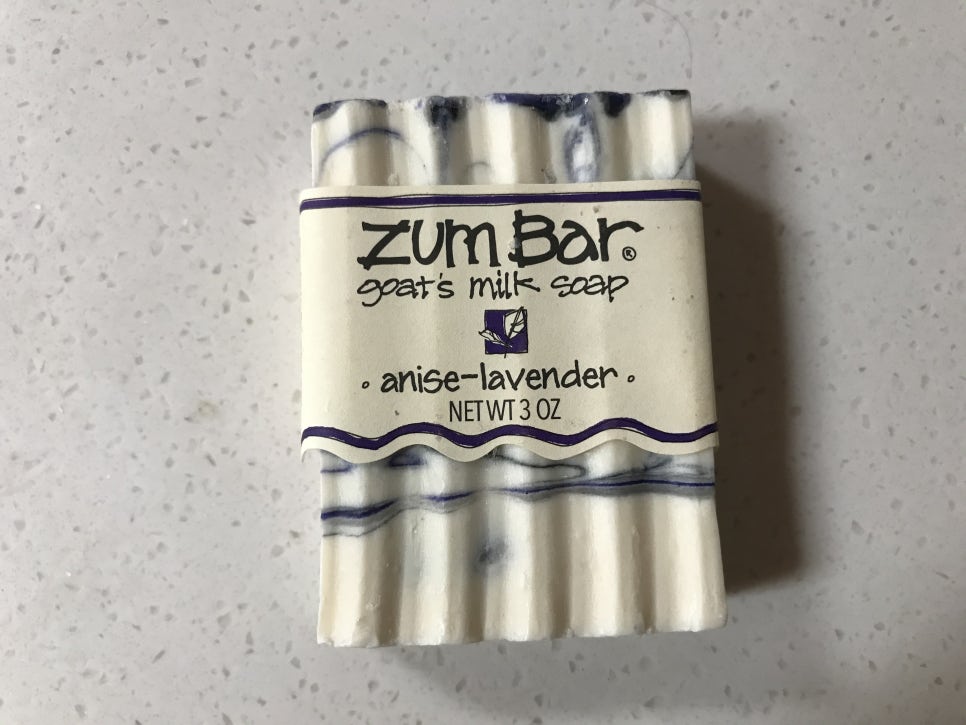 zum Bar®
goat's milk soap
• anise-lavender •
NET WT 3 OZ